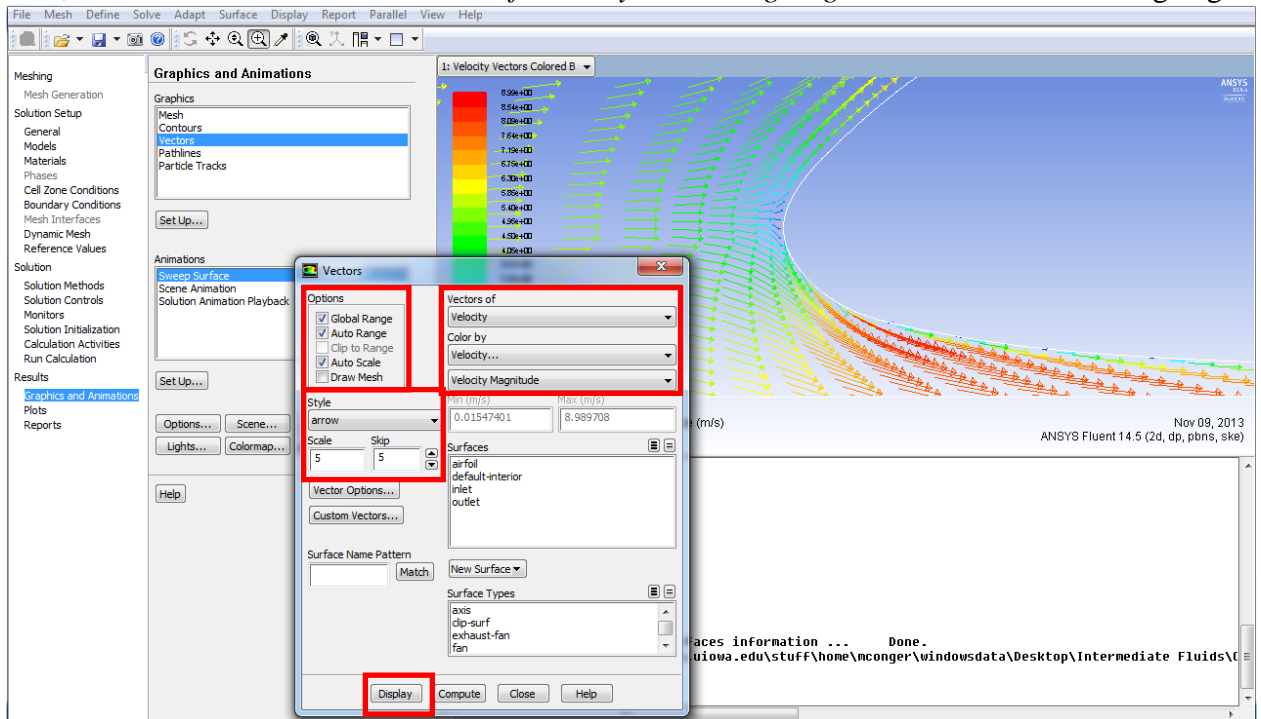 File Mesh Define Solve Adapt Surface Display Report Parallel View Help
Meshing
Mesh Generation
Solution Setup
General
Models
Materials
Phases
Cell Zone Conditions
Boundary Conditions
Mesh Interfaces
Dynamic Mesh
Reference Values
Solution
Solution Methods
Solution Controls
Monitors
Solution Initialization
Calculation Activities
Run Calculation
Results
Graphics and Animations
Plots
Reports
Graphics and Animations
Graphics
Mesh
Contours
Vectors
Pathlines
Particle Tracks
Set Up...
Animations
Sweep Surface
Scene Animation
Solution Animation Playback
Set Up...
Options... Scene...
Lights... Colormap...
Help
1: Velocity Vectors Colored B
8.99e+00
8.54e+00
8.09e+00
7.64e+00
7.19e+00
6.75e+00
6.30e+00
5.85e+00
5.40e+00
4.95e+00
4.50e+00
4.05e+00
ANSYS
(m/s)
Nov 09, 2013
ANSYS Fluent 14.5 (2d, dp, pbns, ske)
Vectors
Options
Global Range
Auto Range
Clip to Range
Auto Scale
Draw Mesh
Style
arrow
Scale Skip
5 5
Vector Options...
Custom Vectors...
Surface Name Pattern
Match
Vectors of
Velocity
Color by
Velocity...
Velocity Magnitude
Min (m/s) Max (m/s)
0.01547401 8.989708
Surfaces
airfoil
default-interior
inlet
outlet
New Surface
Surface Types
axis
clip-surf
exhaust-fan
fan
Display Compute Close Help
faces information ... Done.
.uiowa.edu\stuff\home\mconger\windowsdata\Desktop\Intermediate Fluids\